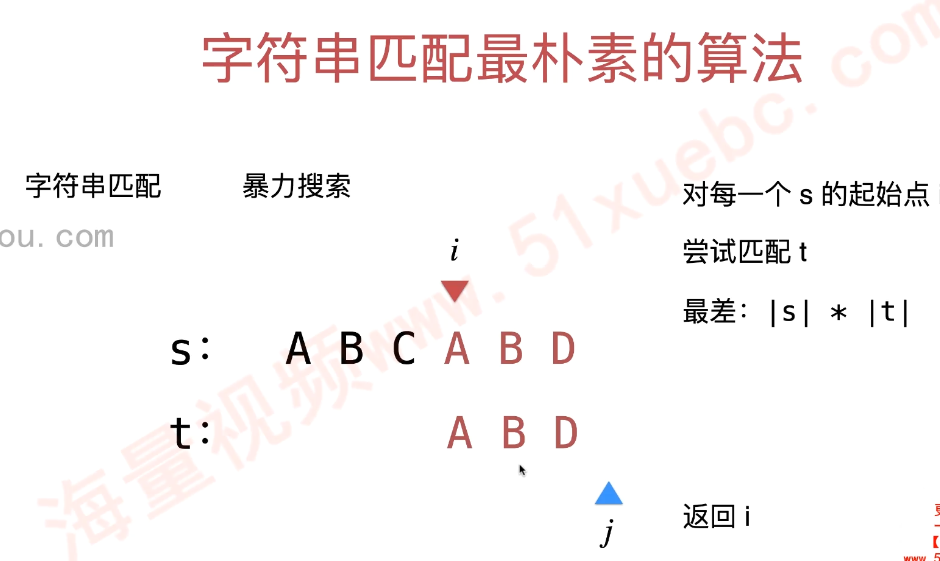 字符串匹配最朴素的算法
字符串匹配 暴力搜索
对每一个 s 的起始点 i
ou. com
尝试匹配 t
i
最差：|s| * |t|
s: A B C A B D
t: A B D
j
返回 i
海量视频www. 51xuebc. com